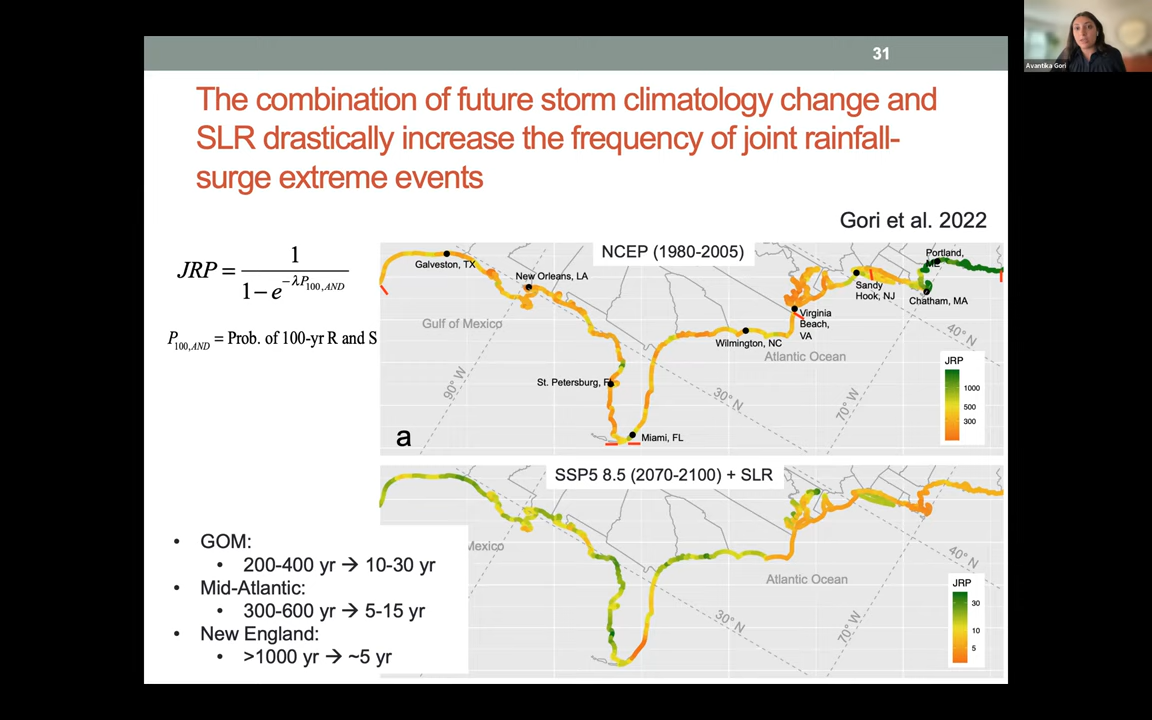 31
Avantika Gori
The combination of future storm climatology change and
SLR drastically increase the frequency of joint rainfall-
surge extreme events
Gori et al. 2022
JRP = 1 / 1 − e^−λP100,AND
P100,AND = Prob. of 100-yr R and S
NCEP (1980-2005)
Galveston, TX
New Orleans, LA
Gulf of Mexico
90° W
St. Petersburg, F
Miami, FL
30° N
Wilmington, NC
Atlantic Ocean
Virginia
Beach,
VA
Sandy
Hook, NJ
Portland,
ME
Chatham, MA
40° N
70° W
JRP
1000
500
300
a
SSP5 8.5 (2070-2100) + SLR
Mexico
Atlantic Ocean
30° N
70° W
40° N
JRP
30
10
5
• GOM:
• 200-400 yr → 10-30 yr
• Mid-Atlantic:
• 300-600 yr → 5-15 yr
• New England:
• >1000 yr → ~5 yr